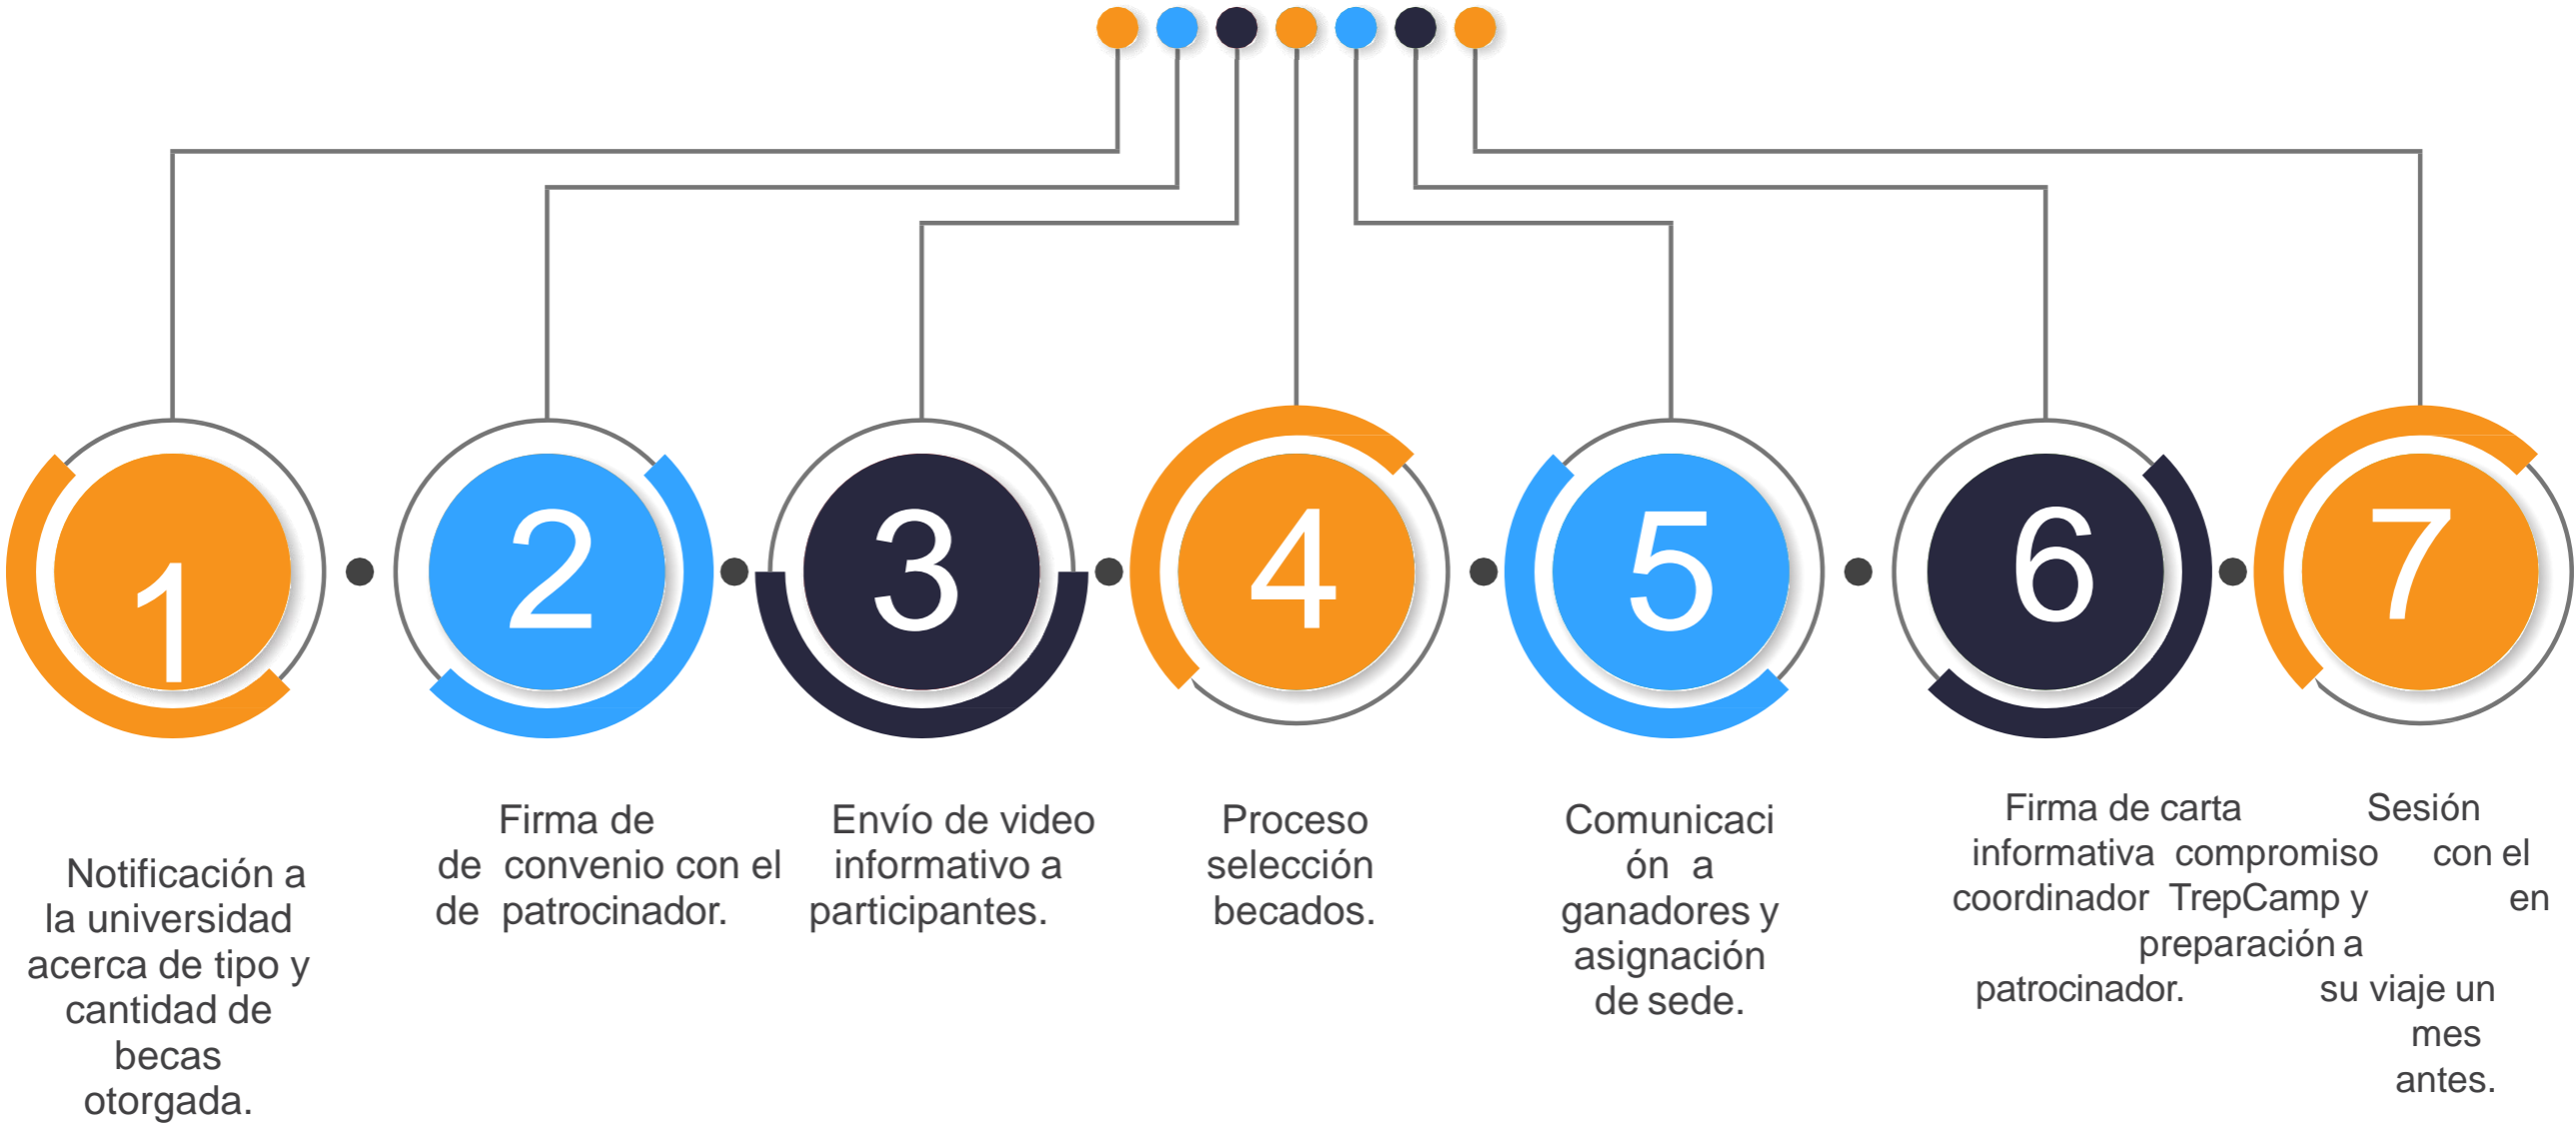 1
2
3
4
5
6
7
Notificación a
la universidad
acerca de tipo y
cantidad de
becas
otorgada.
Firma de
de convenio con el
de patrocinador.
Envío de video
informativo a
participantes.
Proceso
selección
becados.
Comunicaci
ón a
ganadores y
asignación
de sede.
Firma de carta Sesión
informativa compromiso con el
coordinador TrepCamp y en
preparación a
patrocinador. su viaje un
mes
antes.